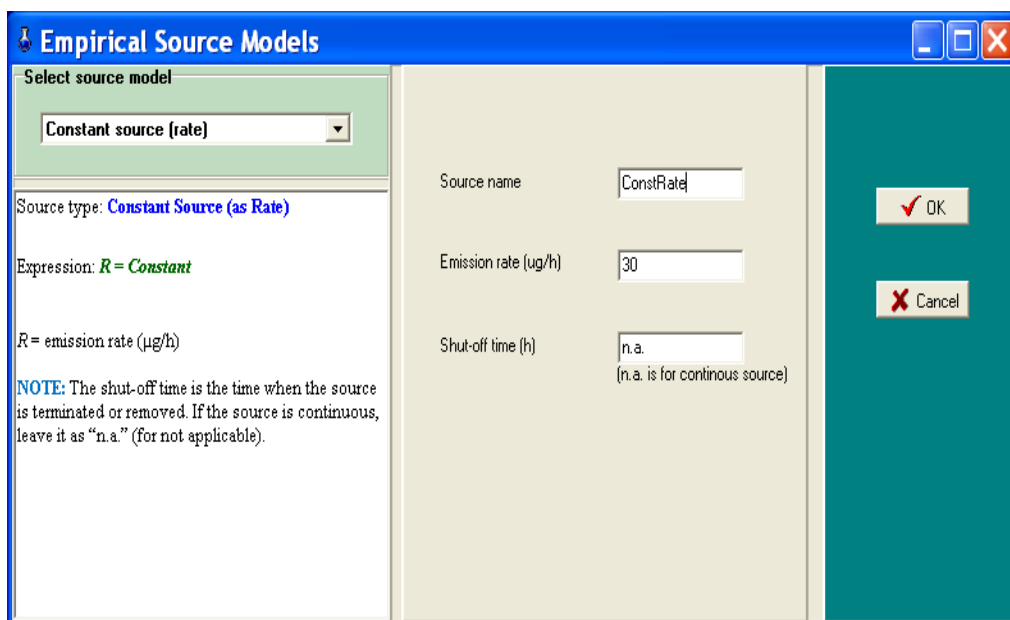 Empirical Source Models
Select source model
Constant source (rate)
Source type: Constant Source (as Rate)
Expression: R = Constant
R = emission rate (μg/h)
NOTE: The shut-off time is the time when the source
is terminated or removed. If the source is continuous,
leave it as “n.a.” (for not applicable).
Source name
ConstRate
Emission rate (ug/h)
30
Shut-off time (h)
n.a.
(n.a. is for continous source)
OK
Cancel